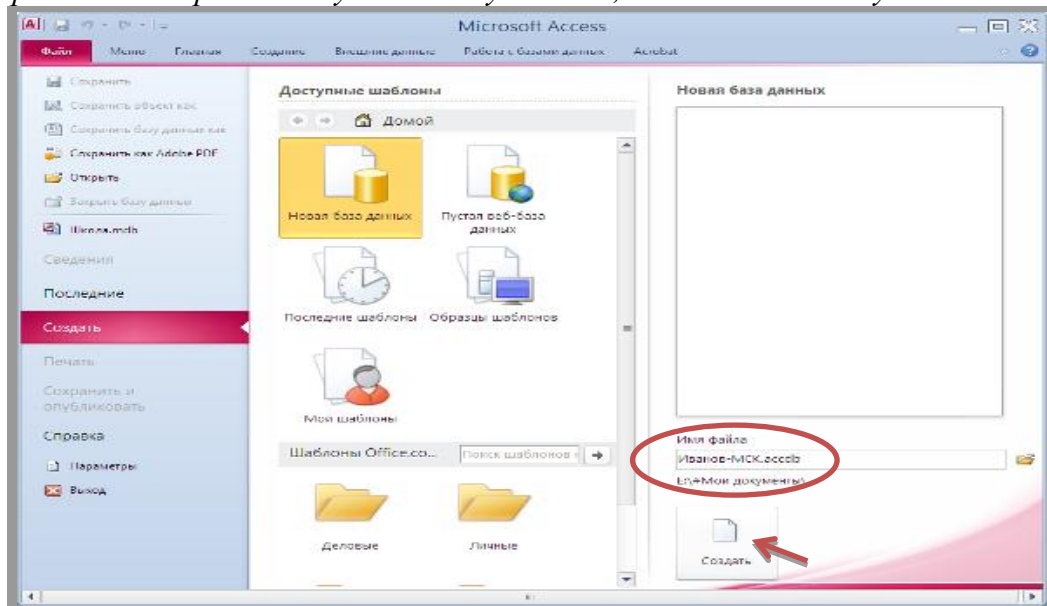 Microsoft Access
Файл Меню Главная Создание Внешние данные Работа с базами данных Acrobat
Сохранить
Сохранить объект как
Сохранить базу данных как
Сохранить как Adobe PDF
Открыть
Закрыть базу данных
Школа.mdb
Сведения
Последние
Создать
Печать
Сохранить и
опубликовать
Справка
Параметры
Выход
Доступные шаблоны
Домой
Новая база данных
Пустая веб-база
данных
Последние шаблоны
Образцы шаблонов
Мои шаблоны
Шаблоны Office.co...
Поиск шаблонов
Деловые
Личные
Новая база данных
Имя файла
Иванов-МСК.accdb
E:\#Мои документы\
Создать